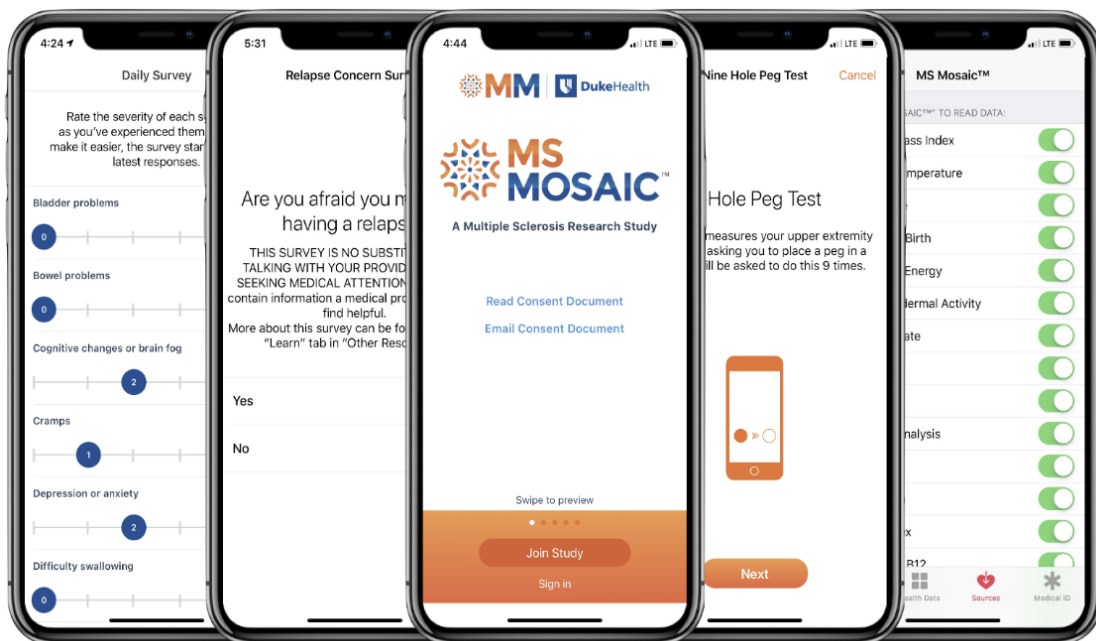 4:24
Daily Survey
Rate the severity of each s
as you've experienced them
make it easier, the survey star
latest responses.
Bladder problems
0
Bowel problems
0
Cognitive changes or brain fog
2
Cramps
1
Depression or anxiety
2
Difficulty swallowing
0
5:31
Relapse Concern Sur
Are you afraid you m
having a relaps
THIS SURVEY IS NO SUBSTI
TALKING WITH YOUR PROVID
SEEKING MEDICAL ATTENTION
contain information a medical pro
find helpful.
More about this survey can be fo
"Learn" tab in "Other Reso
Yes
No
4:44
LTE
MM DukeHealth
MS
MOSAIC™
A Multiple Sclerosis Research Study
Read Consent Document
Email Consent Document
Swipe to preview
Join Study
Sign in
LTE
Nine Hole Peg Test Cancel
Hole Peg Test
measures your upper extremity
asking you to place a peg in a
ill be asked to do this 9 times.
»
Next
LTE
MS Mosaic™
SAIC™" TO READ DATA:
ass Index
mperature
Birth
Energy
dermal Activity
ate
nalysis
ex
B12
ealth Data
Sources
Medical ID